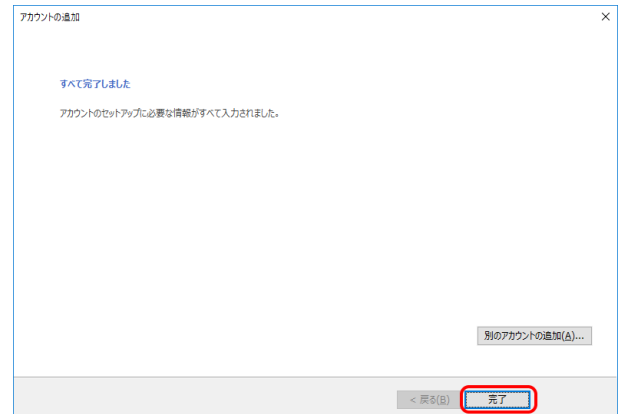 アカウントの追加
すべて完了しました
アカウントのセットアップに必要な情報がすべて入力されました。
別のアカウントの追加(A)...
< 戻る(B)
完了